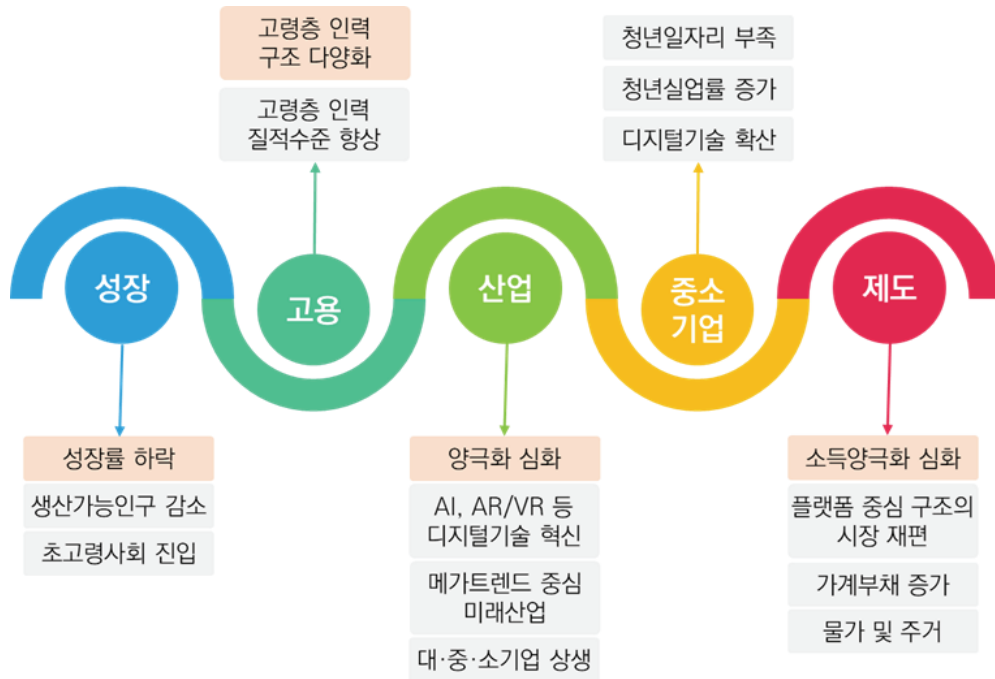 고령층 인력
구조 다양화
고령층 인력
질적수준 향상
청년일자리 부족
청년실업률 증가
디지털기술 확산
성장
고용
산업
중소
기업
제도
성장률 하락
생산가능인구 감소
초고령사회 진입
양극화 심화
AI, AR/VR 등
디지털기술 혁신
메가트렌드 중심
미래산업
대·중·소기업 상생
소득양극화 심화
플랫폼 중심 구조의
시장 재편
가계부채 증가
물가 및 주거